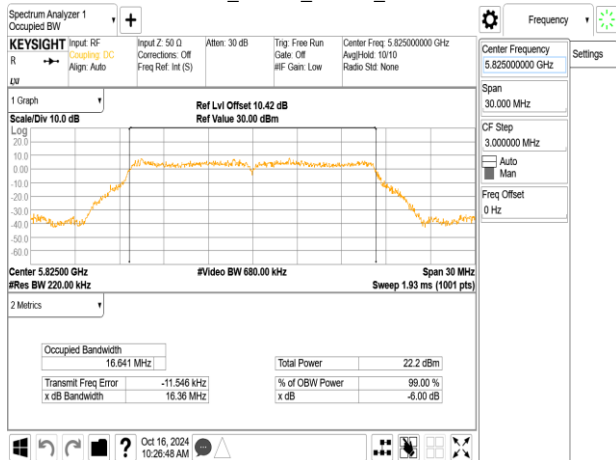 Spectrum Analyzer 1
Occupied BW
+
Frequency
KEYSIGHT
R
LXI
Input: RF
Coupling: DC
Align: Auto
Input Z: 50 Ω
Corrections: Off
Freq Ref: Int (S)
Atten: 30 dB
Trig: Free Run
Gate: Off
#IF Gain: Low
Center Freq: 5.825000000 GHz
Avg|Hold: 10/10
Radio Std: None
Center Frequency
5.825000000 GHz
Settings
Span
30.000 MHz
CF Step
3.000000 MHz
Auto
Man
Freq Offset
0 Hz
1 Graph
Scale/Div 10.0 dB
Ref Lvl Offset 10.42 dB
Ref Value 30.00 dBm
Log
20.0
10.0
0.00
-10.0
-20.0
-30.0
-40.0
-50.0
-60.0
Center 5.82500 GHz
#Video BW 680.00 kHz
Span 30 MHz
#Res BW 220.00 kHz
Sweep 1.93 ms (1001 pts)
2 Metrics
Occupied Bandwidth
16.641 MHz
Total Power 22.2 dBm
Transmit Freq Error -11.546 kHz
% of OBW Power 99.00 %
x dB Bandwidth 16.36 MHz
x dB -6.00 dB
?
Oct 16, 2024
10:26:48 AM